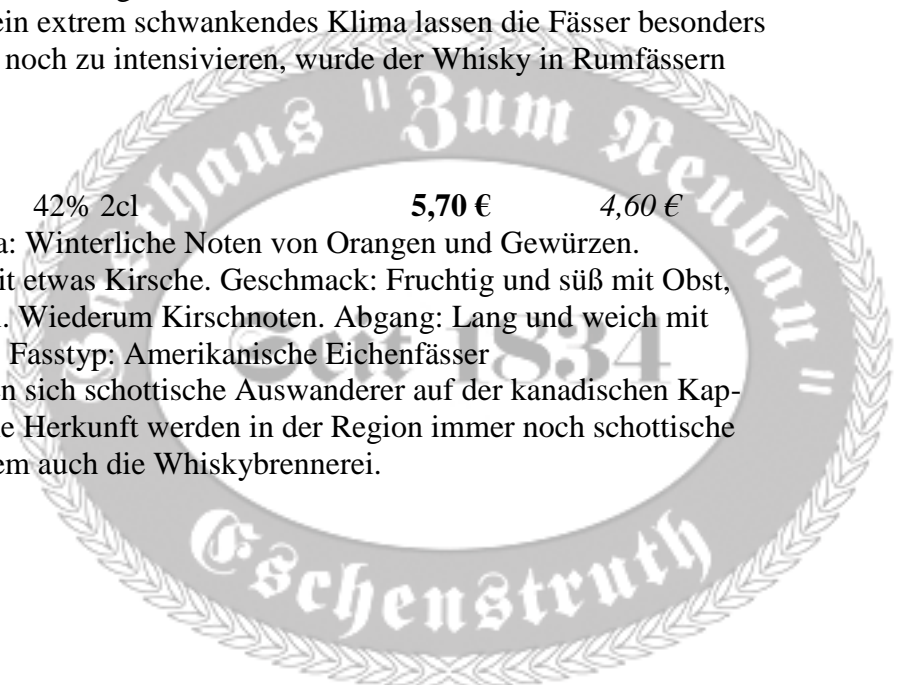 ein extrem schwankendes Klima lassen die Fässer besonders
noch zu intensivieren, wurde der Whisky in Rumfässern
42% 2cl 5,70 € 4,60 €
a: Winterliche Noten von Orangen und Gewürzen.
it etwas Kirsche. Geschmack: Fruchtig und süß mit Obst,
. Wiederum Kirschnoten. Abgang: Lang und weich mit
Fasstyp: Amerikanische Eichenfässer
en sich schottische Auswanderer auf der kanadischen Kap-
e Herkunft werden in der Region immer noch schottische
em auch die Whiskybrennerei.
Gasthaus "Zum Neubau"
Seit 1834
Eschenstruth